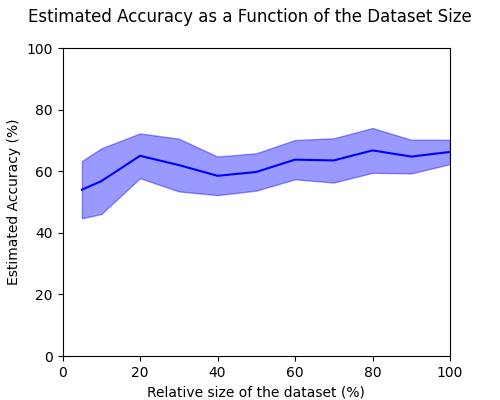 Estimated Accuracy as a Function of the Dataset Size
100
80
60
40
20
0
Estimated Accuracy (%)
0 20 40 60 80 100
Relative size of the dataset (%)